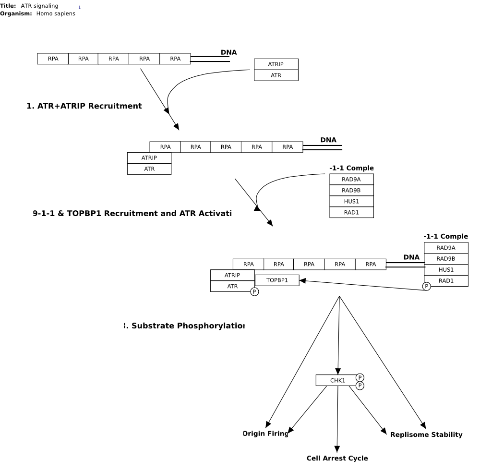 Title: ATR signaling
Organism: Homo sapiens
DNA
RPA RPA RPA RPA RPA
ATRIP
ATR
1. ATR+ATRIP Recruitment
DNA
RPA RPA RPA RPA RPA
ATRIP
ATR
-1-1 Comple
RAD9A
RAD9B
HUS1
RAD1
9-1-1 & TOPBP1 Recruitment and ATR Activati
-1-1 Comple
RAD9A
RAD9B
HUS1
RAD1
DNA
RPA RPA RPA RPA RPA
ATRIP
ATR
TOPBP1
P
P
. Substrate Phosphorylation
CHK1
P
P
Origin Firing
Replisome Stability
Cell Arrest Cycle